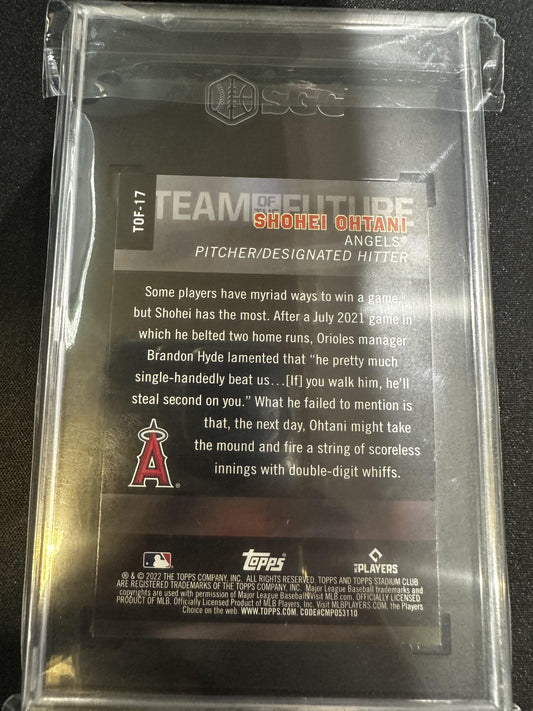 SGC
TOF-17
TEAM OF THE FUTURE
SHOHEI OHTANI
ANGELS®
PITCHER/DESIGNATED HITTER
Some players have myriad ways to win a game,
but Shohei has the most. After a July 2021 game in
which he belted two home runs, Orioles manager
Brandon Hyde lamented that “he pretty much
single-handedly beat us…[If] you walk him, he’ll
steal second on you.” What he failed to mention is
that, the next day, Ohtani might take
the mound and fire a string of scoreless
innings with double-digit whiffs.
A®
topps® PLAYERS
® & © 2022 THE TOPPS COMPANY, INC. ALL RIGHTS RESERVED. TOPPS AND TOPPS STADIUM CLUB
ARE REGISTERED TRADEMARKS OF THE TOPPS COMPANY, INC. Major League Baseball trademarks and
copyrights are used with permission of Major League Baseball. Visit MLB.com. OFFICIALLY LICENSED
PRODUCT OF MLB. Officially Licensed Product of MLB Players, Inc. Visit MLBPLAYERS.COM, the Players
Choice on the web. WWW.TOPPS.COM. CODE#CMP053110